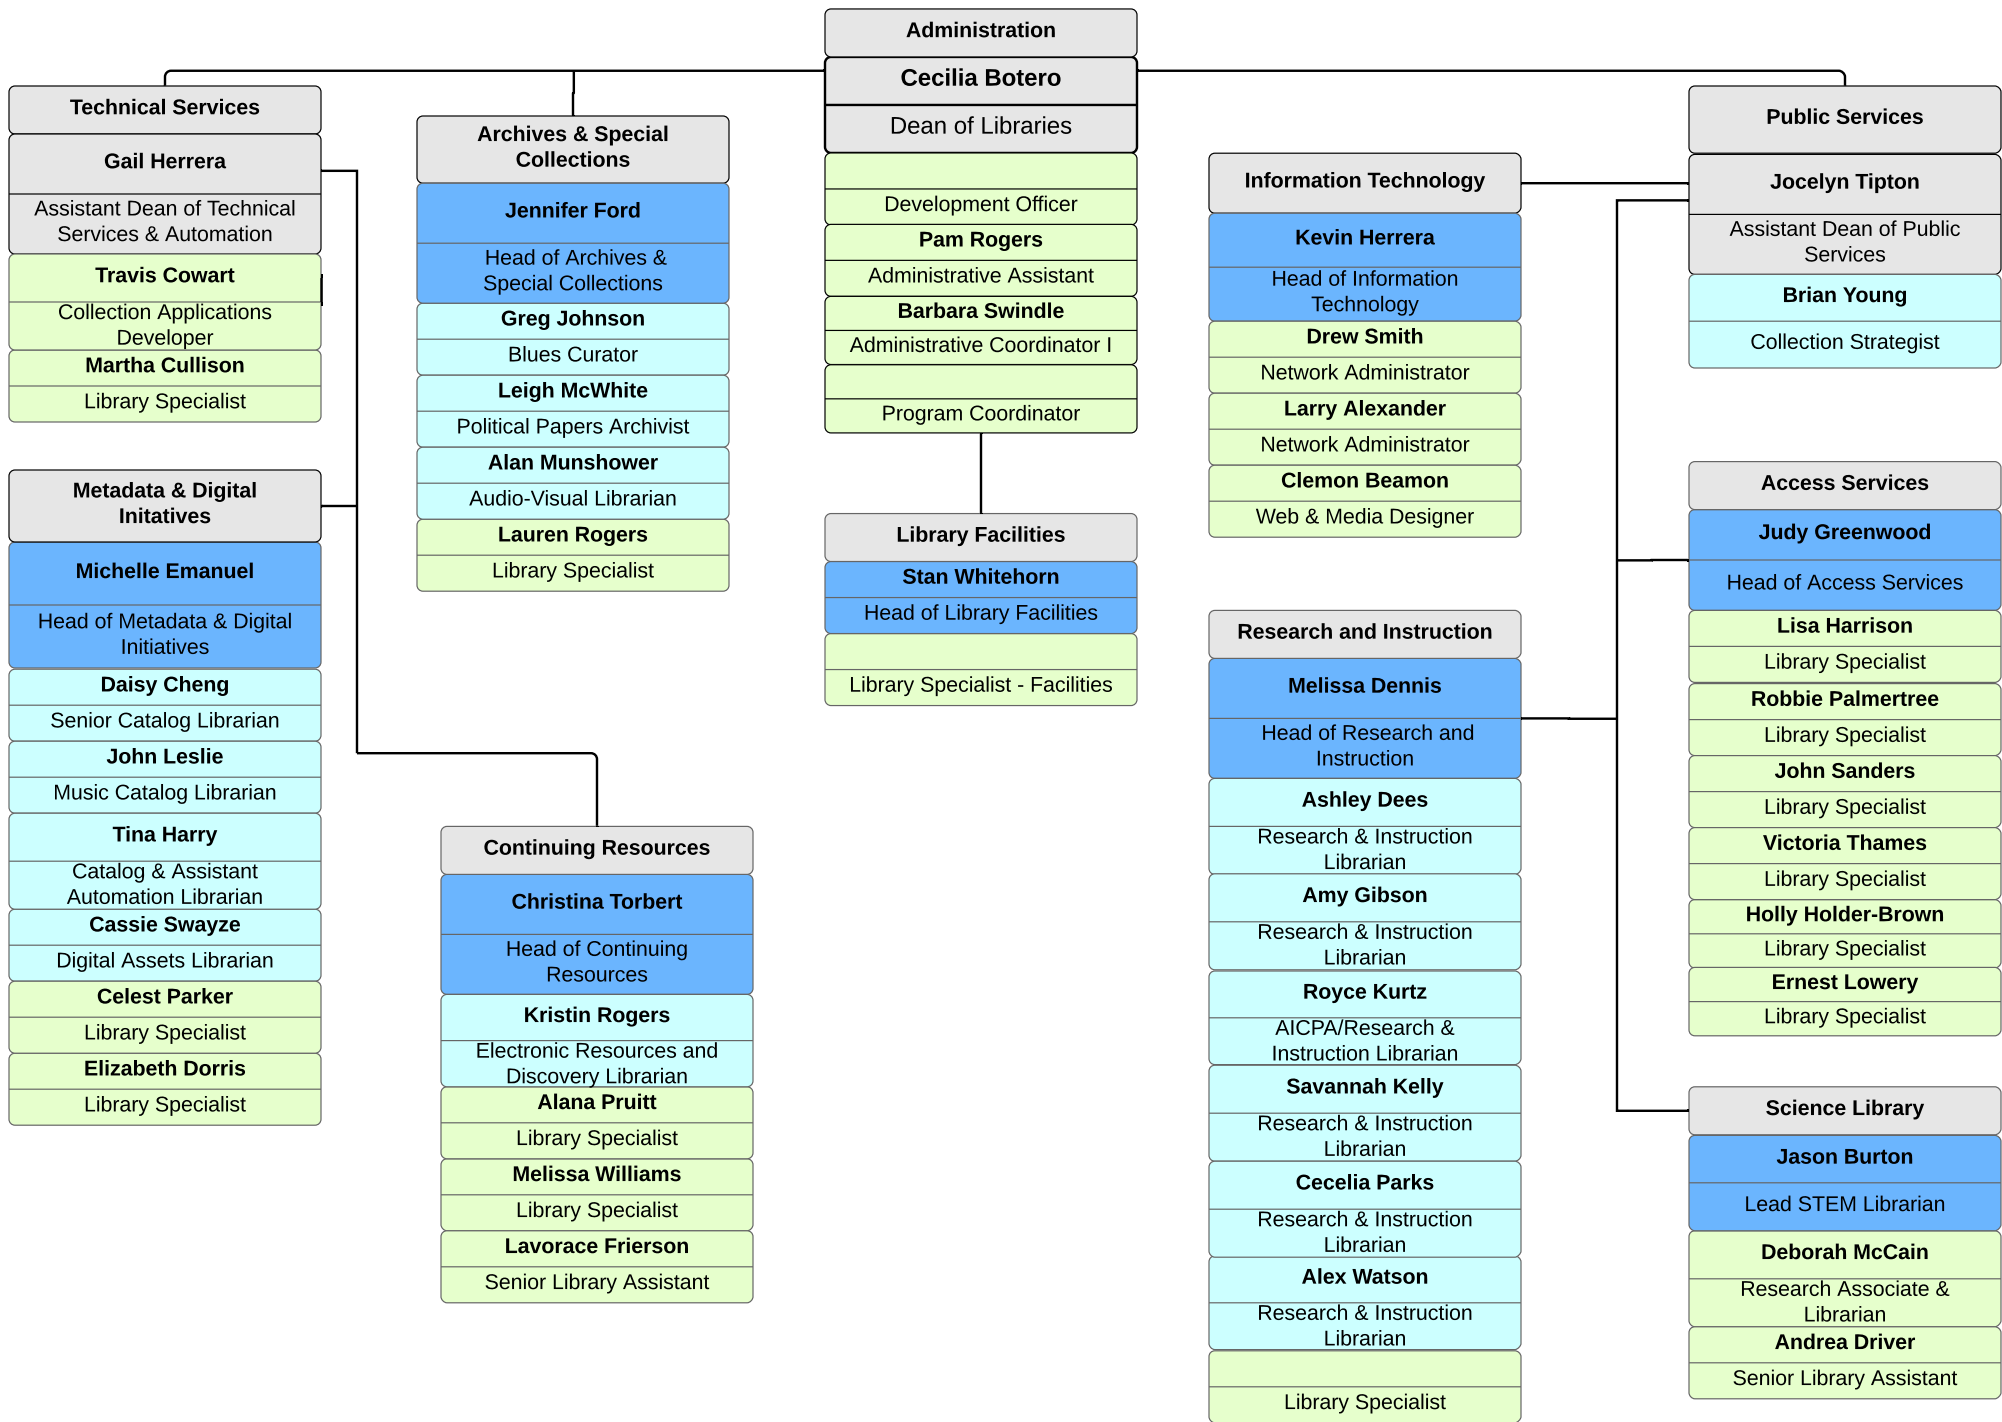 Administration
Cecilia Botero
Dean of Libraries
Development Officer
Pam Rogers
Administrative Assistant
Barbara Swindle
Administrative Coordinator I
Program Coordinator
Library Facilities
Stan Whitehorn
Head of Library Facilities
Library Specialist - Facilities
Technical Services
Gail Herrera
Assistant Dean of Technical
Services & Automation
Travis Cowart
Collection Applications
Developer
Martha Cullison
Library Specialist
Metadata & Digital
Initatives
Michelle Emanuel
Head of Metadata & Digital
Initiatives
Daisy Cheng
Senior Catalog Librarian
John Leslie
Music Catalog Librarian
Tina Harry
Catalog & Assistant
Automation Librarian
Cassie Swayze
Digital Assets Librarian
Celest Parker
Library Specialist
Elizabeth Dorris
Library Specialist
Archives & Special
Collections
Jennifer Ford
Head of Archives &
Special Collections
Greg Johnson
Blues Curator
Leigh McWhite
Political Papers Archivist
Alan Munshower
Audio-Visual Librarian
Lauren Rogers
Library Specialist
Continuing Resources
Christina Torbert
Head of Continuing
Resources
Kristin Rogers
Electronic Resources and
Discovery Librarian
Alana Pruitt
Library Specialist
Melissa Williams
Library Specialist
Lavorace Frierson
Senior Library Assistant
Information Technology
Kevin Herrera
Head of Information
Technology
Drew Smith
Network Administrator
Larry Alexander
Network Administrator
Clemon Beamon
Web & Media Designer
Research and Instruction
Melissa Dennis
Head of Research and
Instruction
Ashley Dees
Research & Instruction
Librarian
Amy Gibson
Research & Instruction
Librarian
Royce Kurtz
AICPA/Research &
Instruction Librarian
Savannah Kelly
Research & Instruction
Librarian
Cecelia Parks
Research & Instruction
Librarian
Alex Watson
Research & Instruction
Librarian
Library Specialist
Public Services
Jocelyn Tipton
Assistant Dean of Public
Services
Brian Young
Collection Strategist
Access Services
Judy Greenwood
Head of Access Services
Lisa Harrison
Library Specialist
Robbie Palmertree
Library Specialist
John Sanders
Library Specialist
Victoria Thames
Library Specialist
Holly Holder-Brown
Library Specialist
Ernest Lowery
Library Specialist
Science Library
Jason Burton
Lead STEM Librarian
Deborah McCain
Research Associate &
Librarian
Andrea Driver
Senior Library Assistant